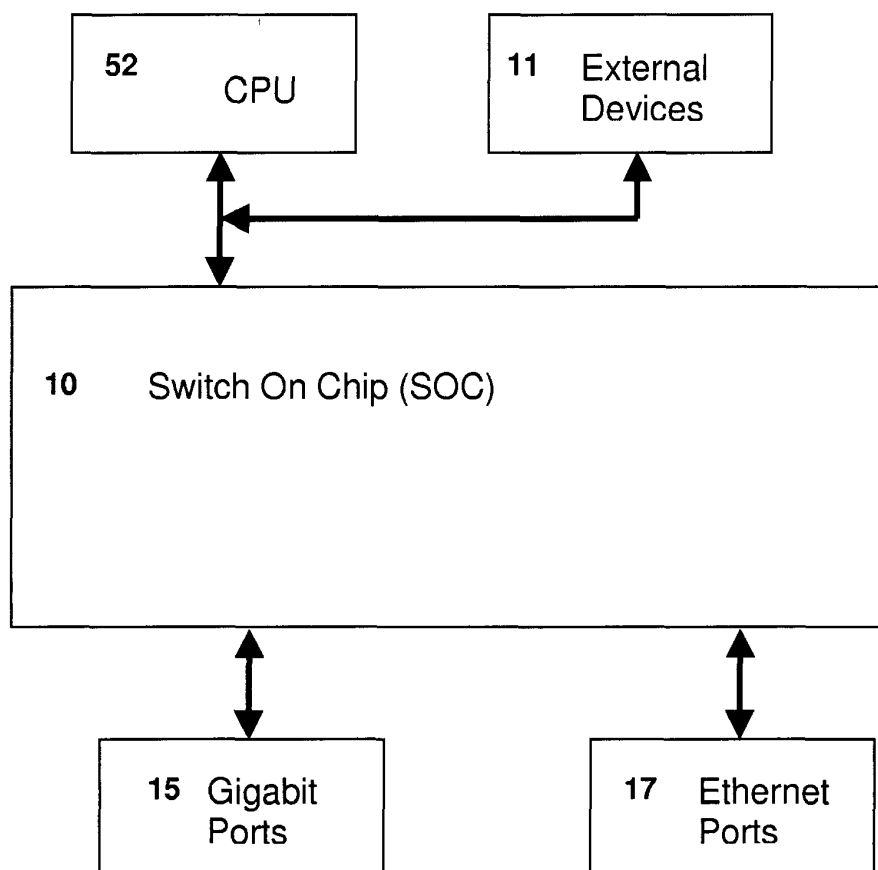 52
CPU
11 External
Devices
10 Switch On Chip (SOC)
15 Gigabit
Ports
17 Ethernet
Ports